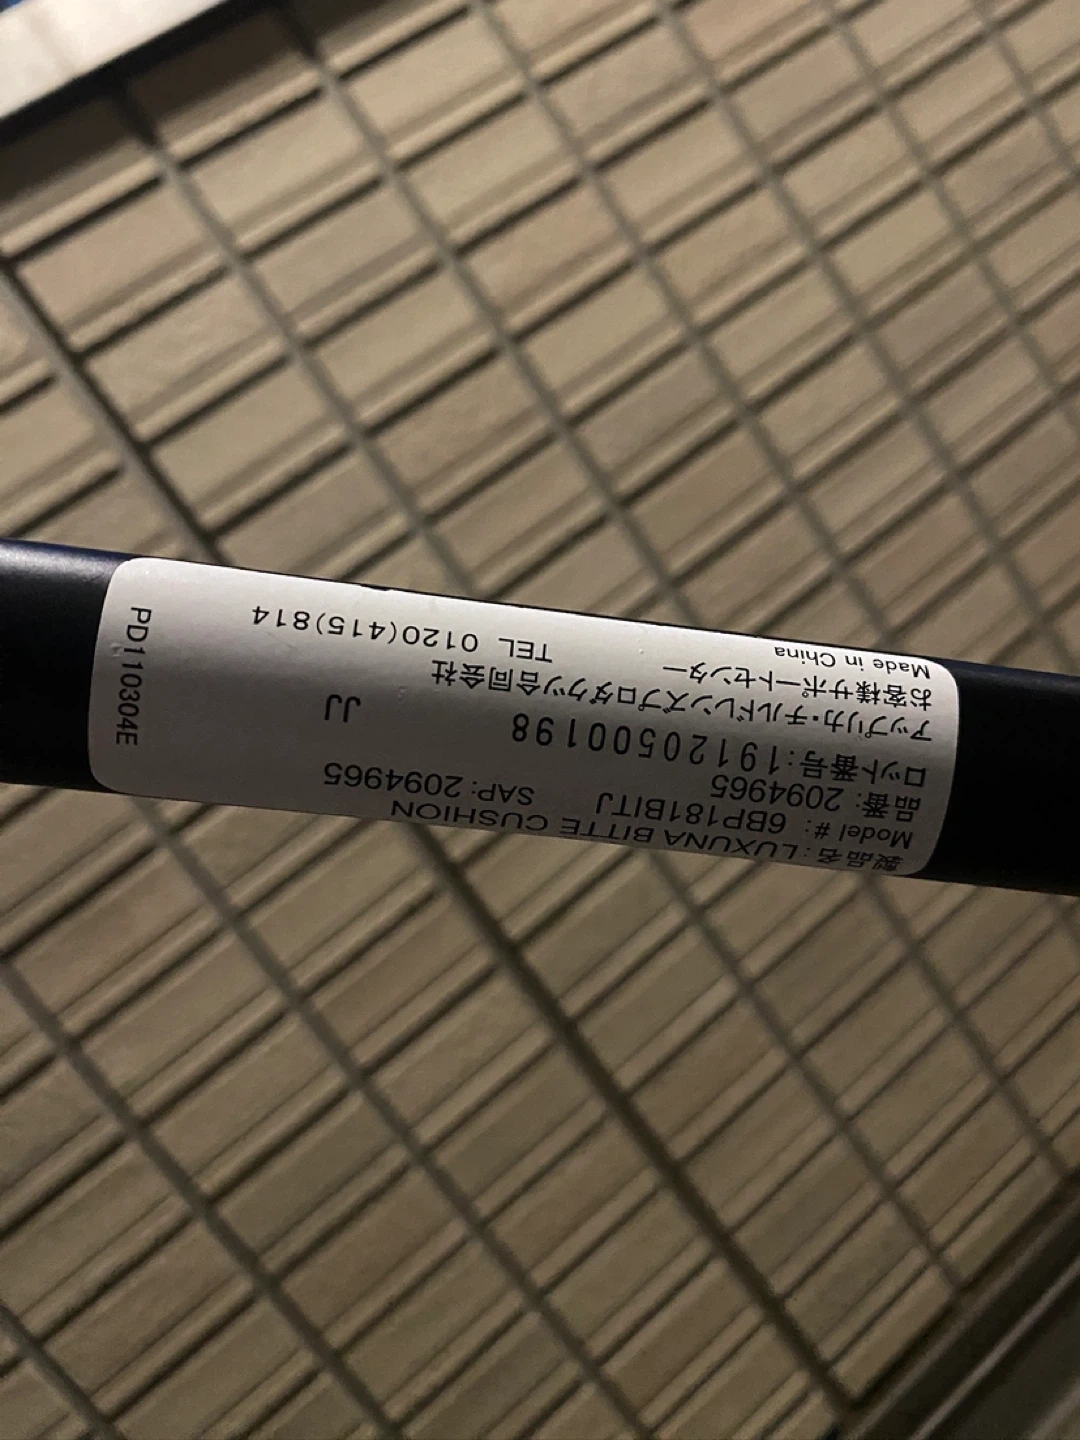 製品名:LUXUNA BITTE CUSHION
Model #: 6BP181BITJ SAP:2094965
品番: 2094965
ロット番号:19120500198 JJ
アップリカ・チルドレンズプロダクツ合同会社
お客様サポートセンター TEL 0120(415)814
Made in China
PD110304E